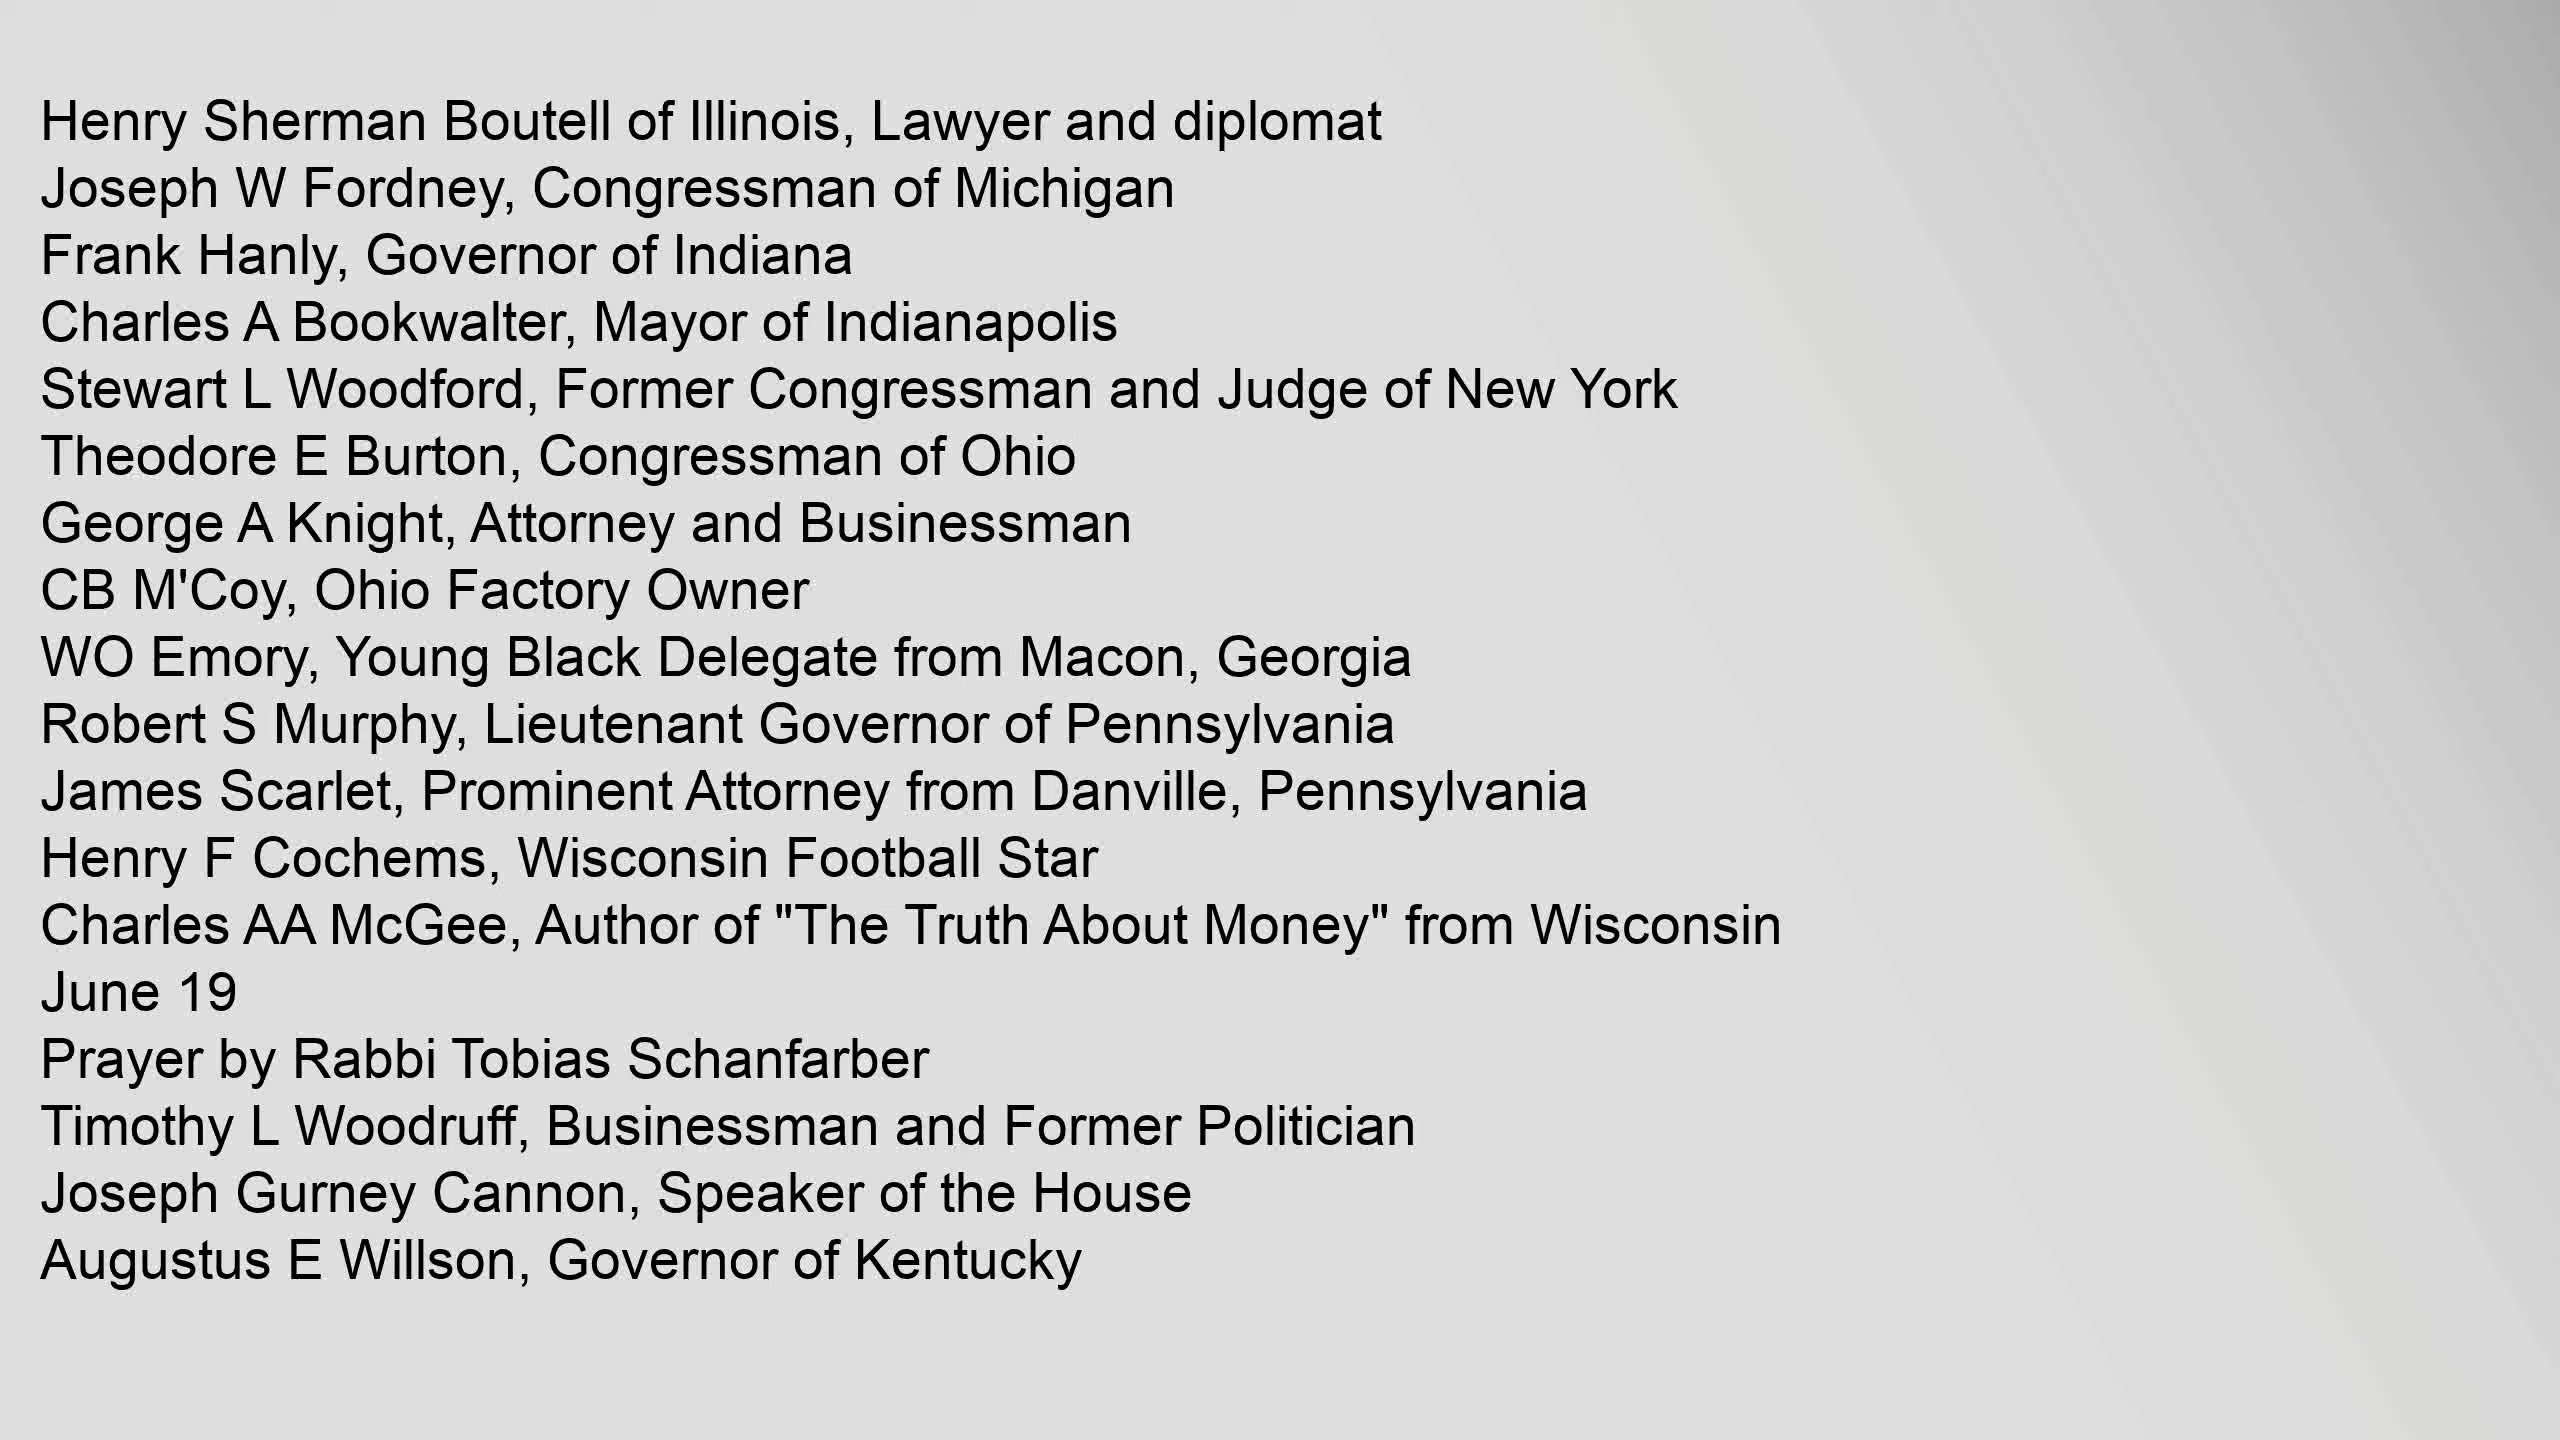 Henry Sherman Boutell of Illinois, Lawyer and diplomat
Joseph W Fordney, Congressman of Michigan
Frank Hanly, Governor of Indiana
Charles A Bookwalter, Mayor of Indianapolis
Stewart L Woodford, Former Congressman and Judge of New York
Theodore E Burton, Congressman of Ohio
George A Knight, Attorney and Businessman
CB M'Coy, Ohio Factory Owner
WO Emory, Young Black Delegate from Macon, Georgia
Robert S Murphy, Lieutenant Governor of Pennsylvania
James Scarlet, Prominent Attorney from Danville, Pennsylvania
Henry F Cochems, Wisconsin Football Star
Charles AA McGee, Author of "The Truth About Money" from Wisconsin
June 19
Prayer by Rabbi Tobias Schanfarber
Timothy L Woodruff, Businessman and Former Politician
Joseph Gurney Cannon, Speaker of the House
Augustus E Willson, Governor of Kentucky